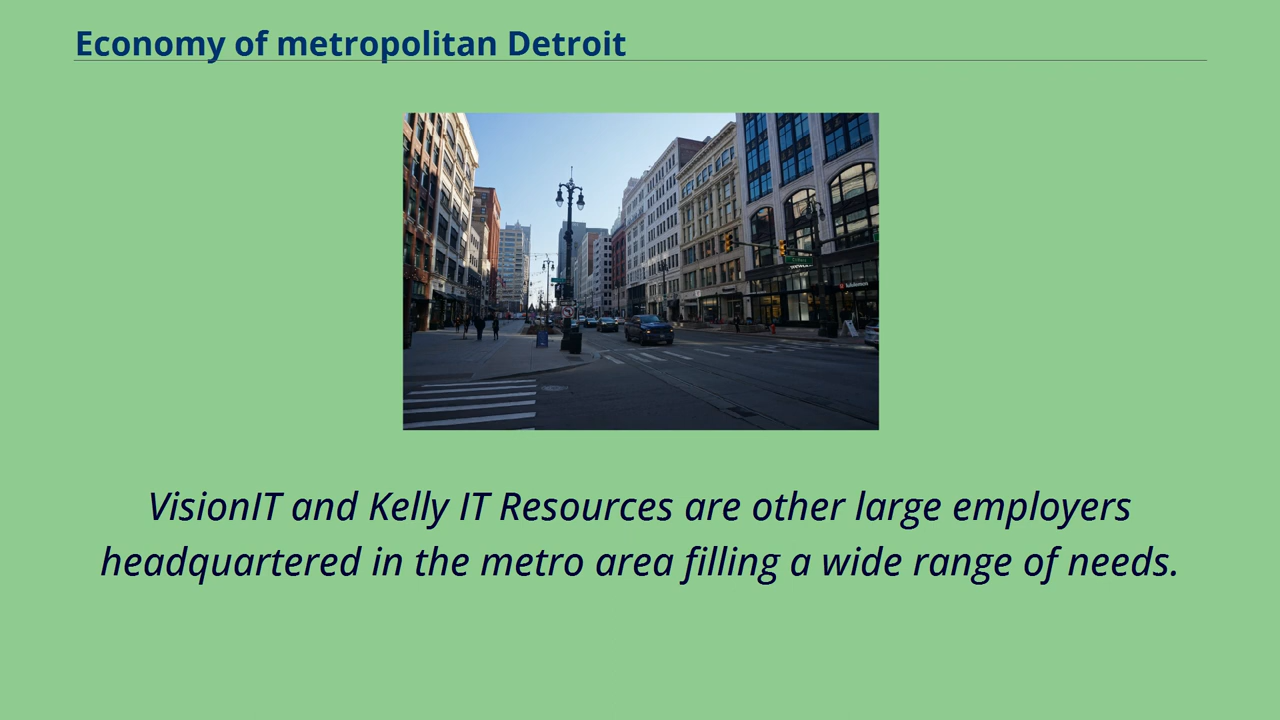 Economy of metropolitan Detroit
lululemon
VisionIT and Kelly IT Resources are other large employers
headquartered in the metro area filling a wide range of needs.